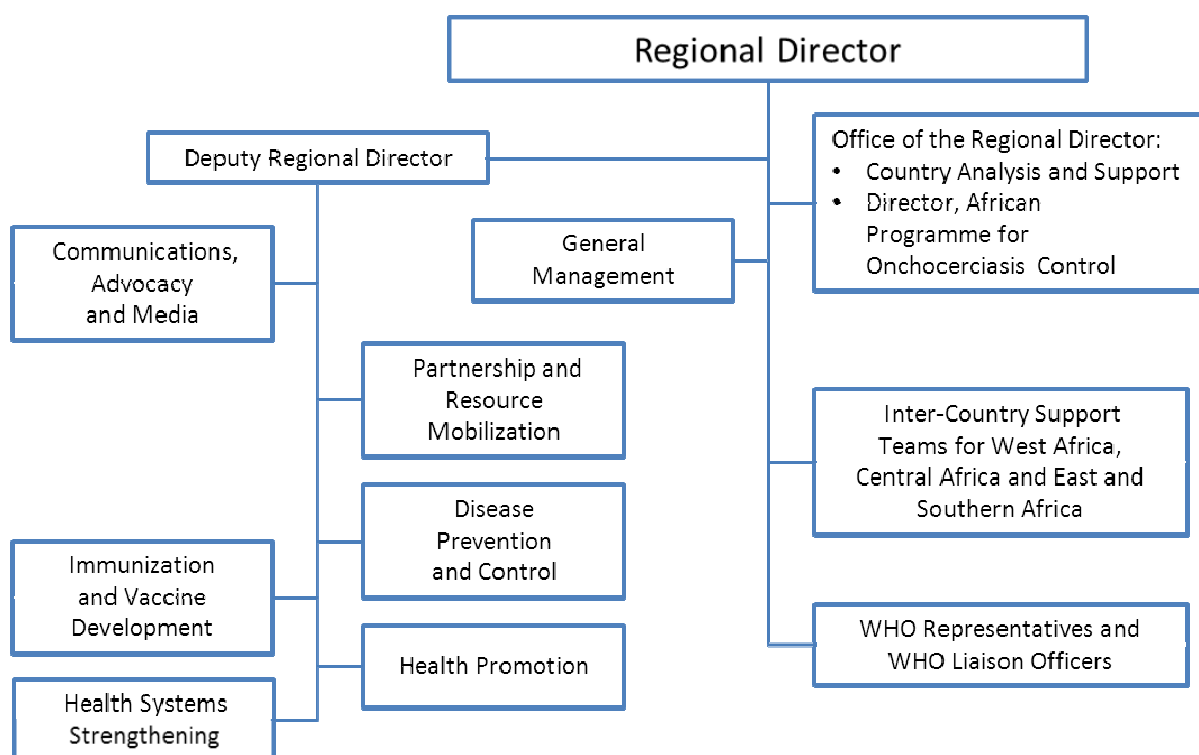 Regional Director
Deputy Regional Director
Office of the Regional Director:
• Country Analysis and Support
• Director, African
Programme for
Onchocerciasis Control
General
Management
Communications,
Advocacy
and Media
Partnership and
Resource
Mobilization
Inter-Country Support
Teams for West Africa,
Central Africa and East and
Southern Africa
Disease
Prevention
and Control
Immunization
and Vaccine
Development
WHO Representatives and
WHO Liaison Officers
Health Promotion
Health Systems
Strengthening